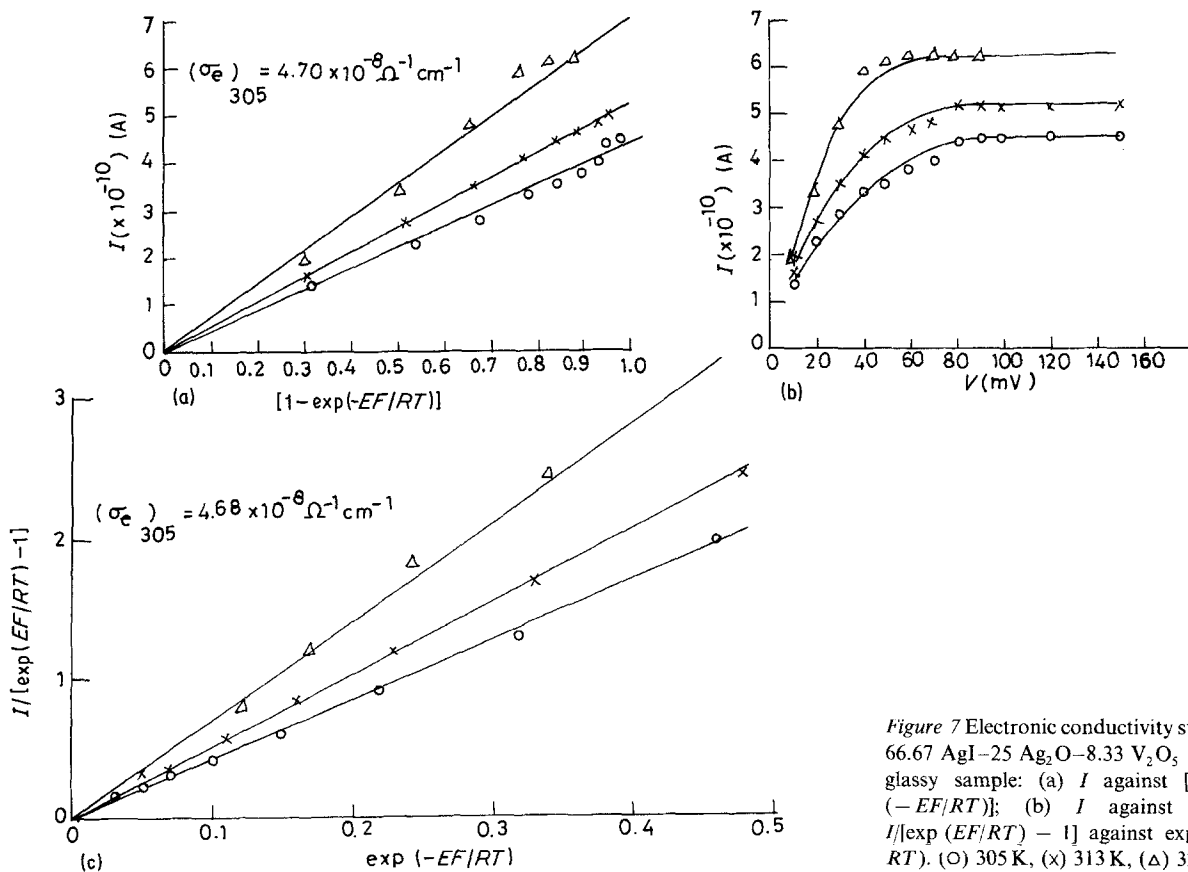 7
6
5
4
3
2
1
0
I (×10⁻¹⁰) (A)
(σe)305 = 4.70 ×10⁻⁸ Ω⁻¹ cm⁻¹
0 0.1 0.2 0.3 0.4 0.5 0.6 0.7 0.8 0.9 1.0
(a) [1-exp(-EF/RT)]
7
6
5
4
3
2
1
0
I (×10⁻¹⁰) (A)
0 20 40 60 80 100 120 140 160
(b) V (mV)
3
2
1
0
I/[exp(EF/RT) -1]
(σe)305 = 4.68 ×10⁻⁸ Ω⁻¹ cm⁻¹
0 0.1 0.2 0.3 0.4 0.5
(c) exp (-EF/RT)
Figure 7 Electronic conductivity
66.67 AgI–25 Ag₂O–8.33 V₂O₅
glassy sample: (a) I against [
(−EF/RT)]; (b) I against
I/[exp (EF/RT) − 1] against
RT). (○) 305 K, (x) 313 K, (△)